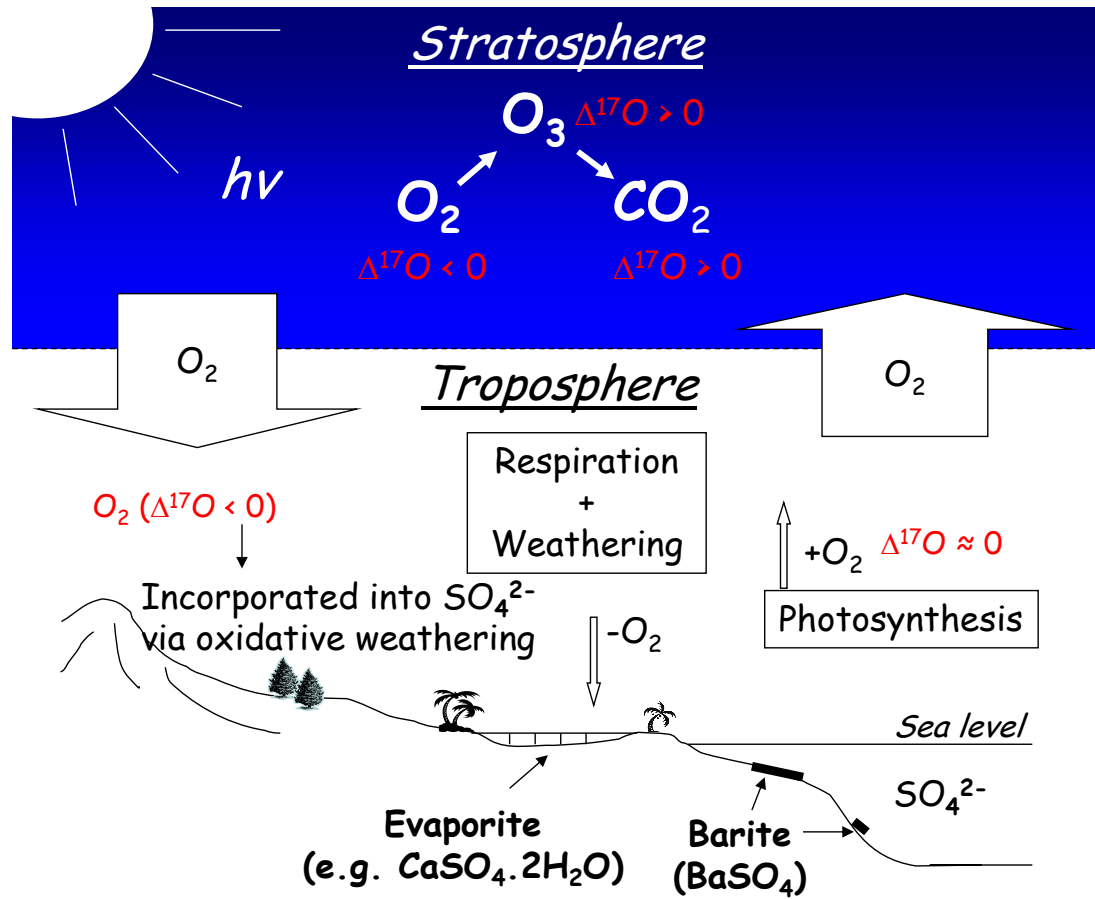 Stratosphere
O₃ Δ¹⁷O > 0
hv
O₂
CO₂
Δ¹⁷O < 0
Δ¹⁷O > 0
O₂
O₂
Troposphere
Respiration
+
Weathering
O₂ (Δ¹⁷O < 0)
+O₂ Δ¹⁷O ≈ 0
Incorporated into SO₄²⁻
via oxidative weathering
Photosynthesis
-O₂
Sea level
SO₄²⁻
Evaporite
(e.g. CaSO₄.2H₂O)
Barite
(BaSO₄)